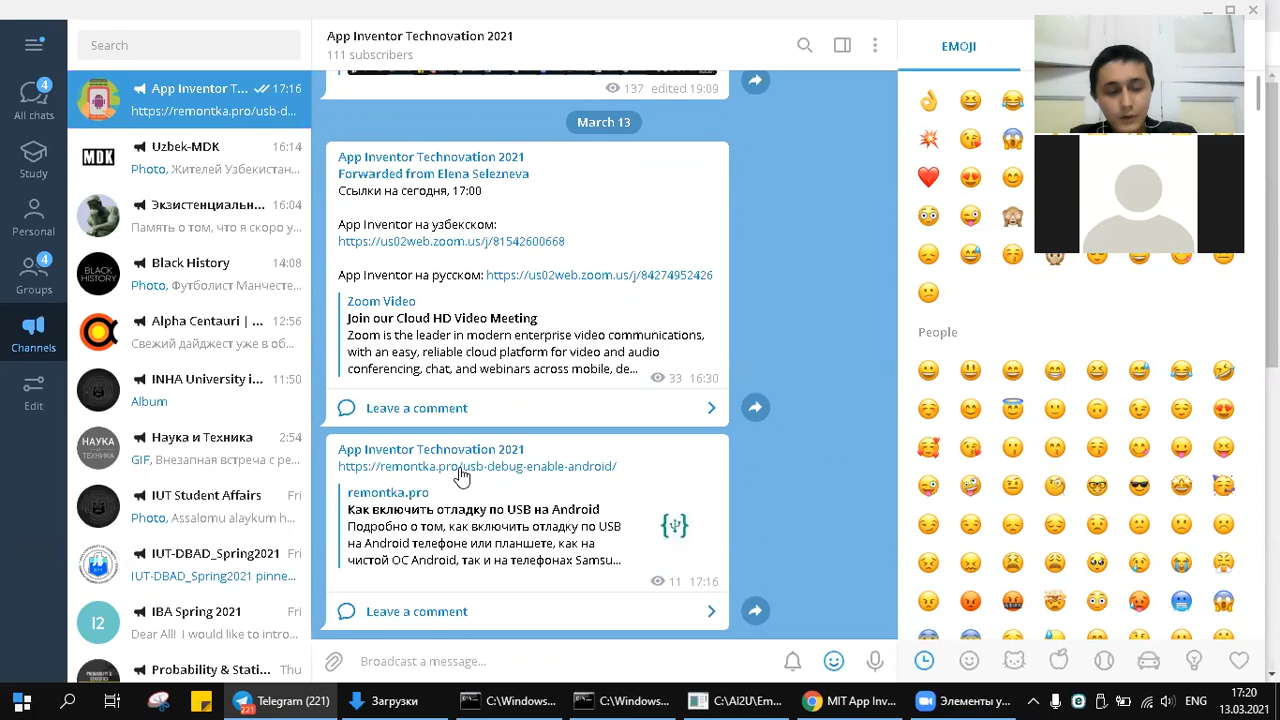 Search
App Inventor Technovation 2021
111 subscribers
EMOJI
4
All chats
Study
Personal
4
Groups
Channels
Edit
App Inventor T... 17:16
https://remontka.pro/usb-d...
MDK
Uzbek-MDK 16:14
Photo, Жителей Узбекистан...
Экзистенциальн... 16:04
Память о том, что я скоро у...
BLACK HISTORY
Black History 14:08
Photo, Футболист Манчесте...
Alpha Centauri | ... 12:56
Свежий дайджест уже в об...
INHA University i... 11:50
Album
НАУКА и ТЕХНИКА
Наука и Техника 2:54
GIF, Внезапная встреча с ре...
IUT Student Affairs Fri
Photo, Assalomu alaykum h...
IUT-DBAD_Spring2021 Fri
IUT-DBAD_Spring2021 pinne...
I2
IBA Spring 2021 Fri
Dear All! I would like to intro...
Probability & Stati... Thu
137 edited 19:09
March 13
App Inventor Technovation 2021
Forwarded from Elena Selezneva
Ссылки на сегодня, 17:00
App Inventor на узбекском:
https://us02web.zoom.us/j/81542600668
App Inventor на русском: https://us02web.zoom.us/j/84274952426
Zoom Video
Join our Cloud HD Video Meeting
Zoom is the leader in modern enterprise video communications,
with an easy, reliable cloud platform for video and audio
conferencing, chat, and webinars across mobile, de...
33 16:30
Leave a comment
App Inventor Technovation 2021
https://remontka.pro/usb-debug-enable-android/
remontka.pro
Как включить отладку по USB на Android
Подробно о том, как включить отладку по USB
на Android телефоне или планшете, как на
чистой ОС Android, так и на телефонах Samsu...
11 17:16
Leave a comment
Broadcast a message...
People
Telegram (221)
221
Загрузки
C:\Windows...
C:\Windows...
C:\AI2U\Em...
MIT App Inv...
Элементы у...
ENG
17:20
13.03.2021